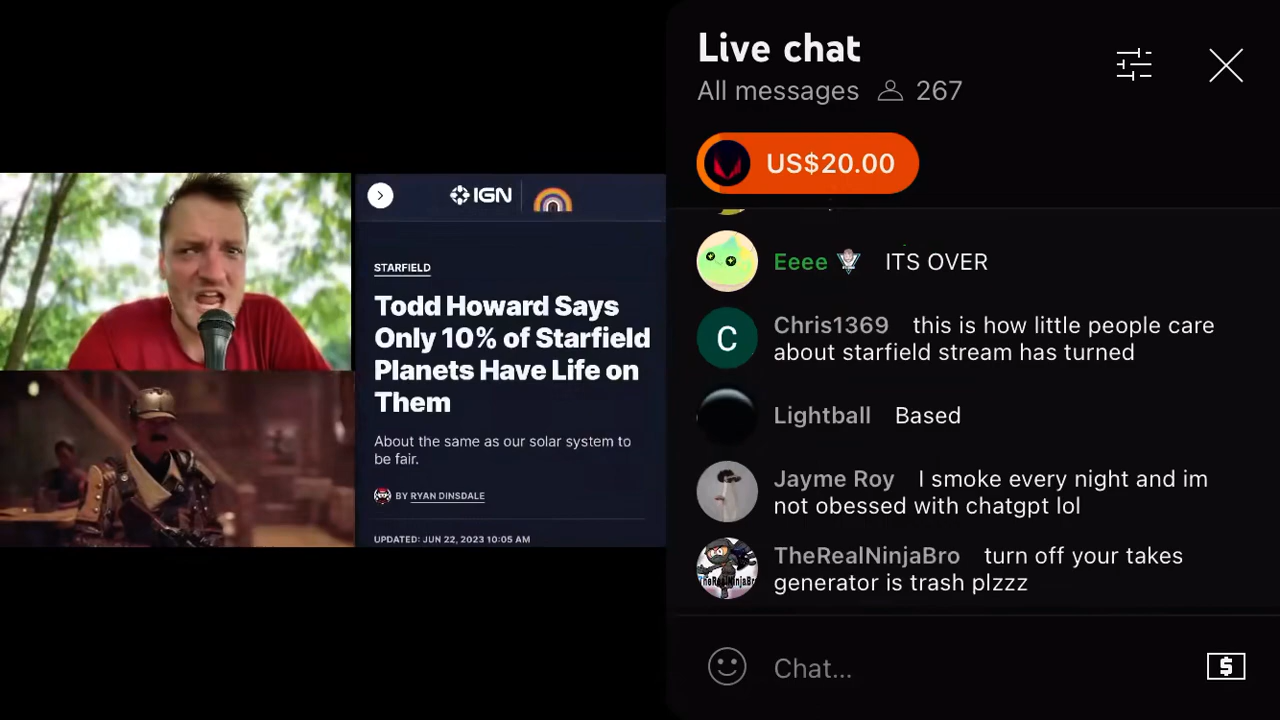 IGN
STARFIELD
Todd Howard Says
Only 10% of Starfield
Planets Have Life on
Them
About the same as our solar system to
be fair.
BY RYAN DINSDALE
UPDATED: JUN 22, 2023 10:05 AM
Live chat
All messages 267
US$20.00
Eeee ITS OVER
Chris1369 this is how little people care
about starfield stream has turned
C
Lightball Based
Jayme Roy I smoke every night and im
not obessed with chatgpt lol
TheRealNinjaBro turn off your takes
generator is trash plzzz
TheRealNinjaBro
Chat...
$